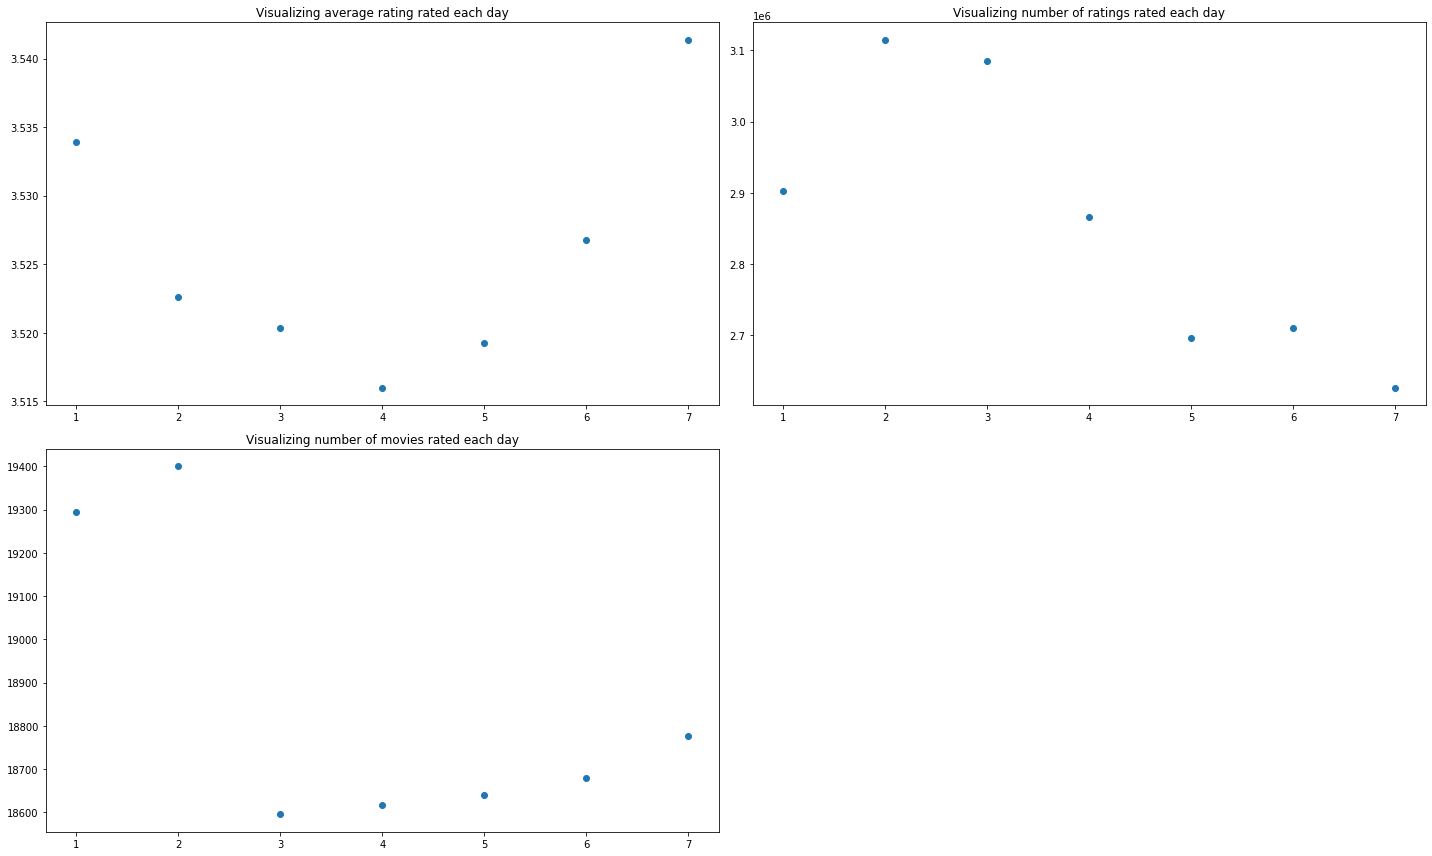 Visualizing average rating rated each day
3.540
3.535
3.530
3.525
3.520
3.515
1 2 3 4 5 6 7
Visualizing number of ratings rated each day
1e6
3.1
3.0
2.9
2.8
2.7
1 2 3 4 5 6 7
Visualizing number of movies rated each day
19400
19300
19200
19100
19000
18900
18800
18700
18600
1 2 3 4 5 6 7